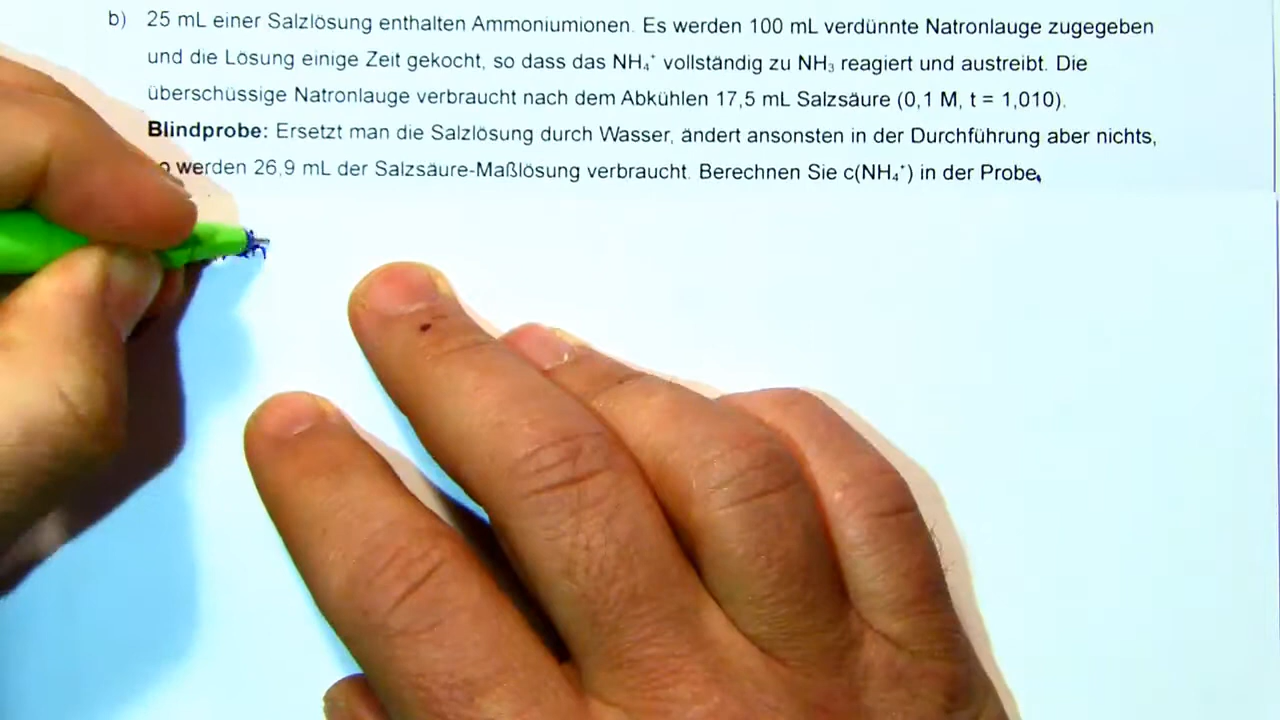 b) 25 mL einer Salzlösung enthalten Ammoniumionen. Es werden 100 mL verdünnte Natronlauge zugegeben
und die Lösung einige Zeit gekocht, so dass das NH₄⁺ vollständig zu NH₃ reagiert und austreibt. Die
überschüssige Natronlauge verbraucht nach dem Abkühlen 17,5 mL Salzsäure (0,1 M, t = 1,010).
Blindprobe: Ersetzt man die Salzlösung durch Wasser, ändert ansonsten in der Durchführung aber nichts,
werden 26,9 mL der Salzsäure-Maßlösung verbraucht. Berechnen Sie c(NH₄⁺) in der Probe.